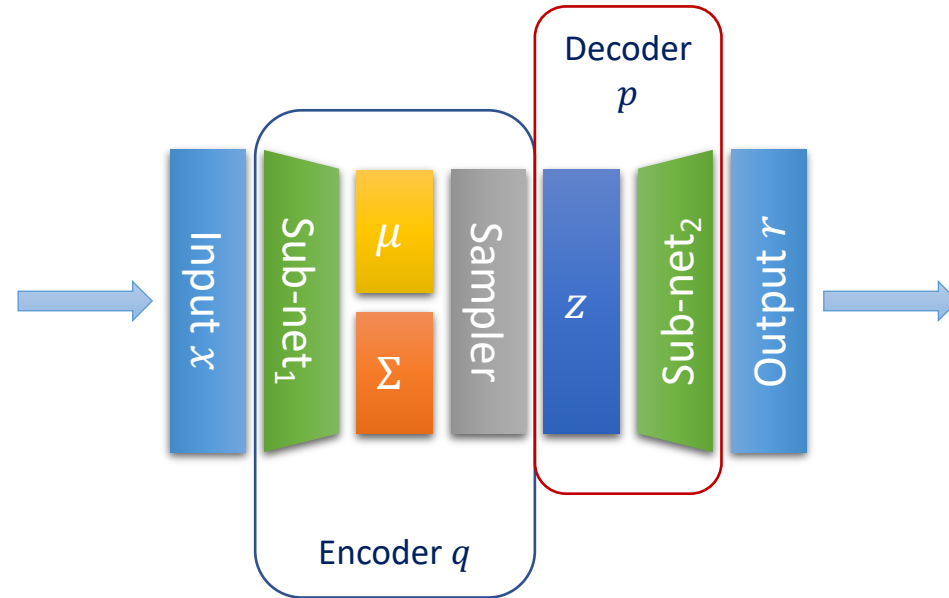 Decoder
p
Input x
Sub-net₁
μ
Σ
Sampler
z
Sub-net₂
Output r
Encoder q